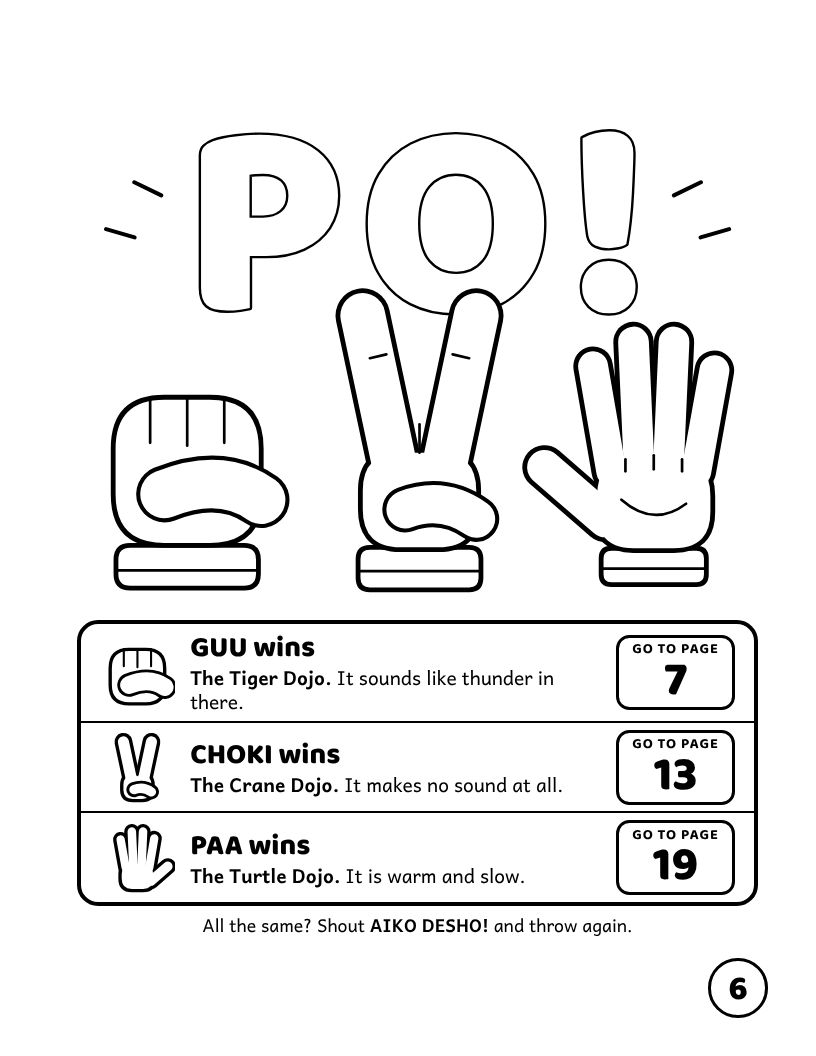 PO!
GUU wins
The Tiger Dojo. It sounds like thunder in
there.
GO TO PAGE
7
CHOKI wins
The Crane Dojo. It makes no sound at all.
GO TO PAGE
13
PAA wins
The Turtle Dojo. It is warm and slow.
GO TO PAGE
19
All the same? Shout AIKO DESHO! and throw again.
6